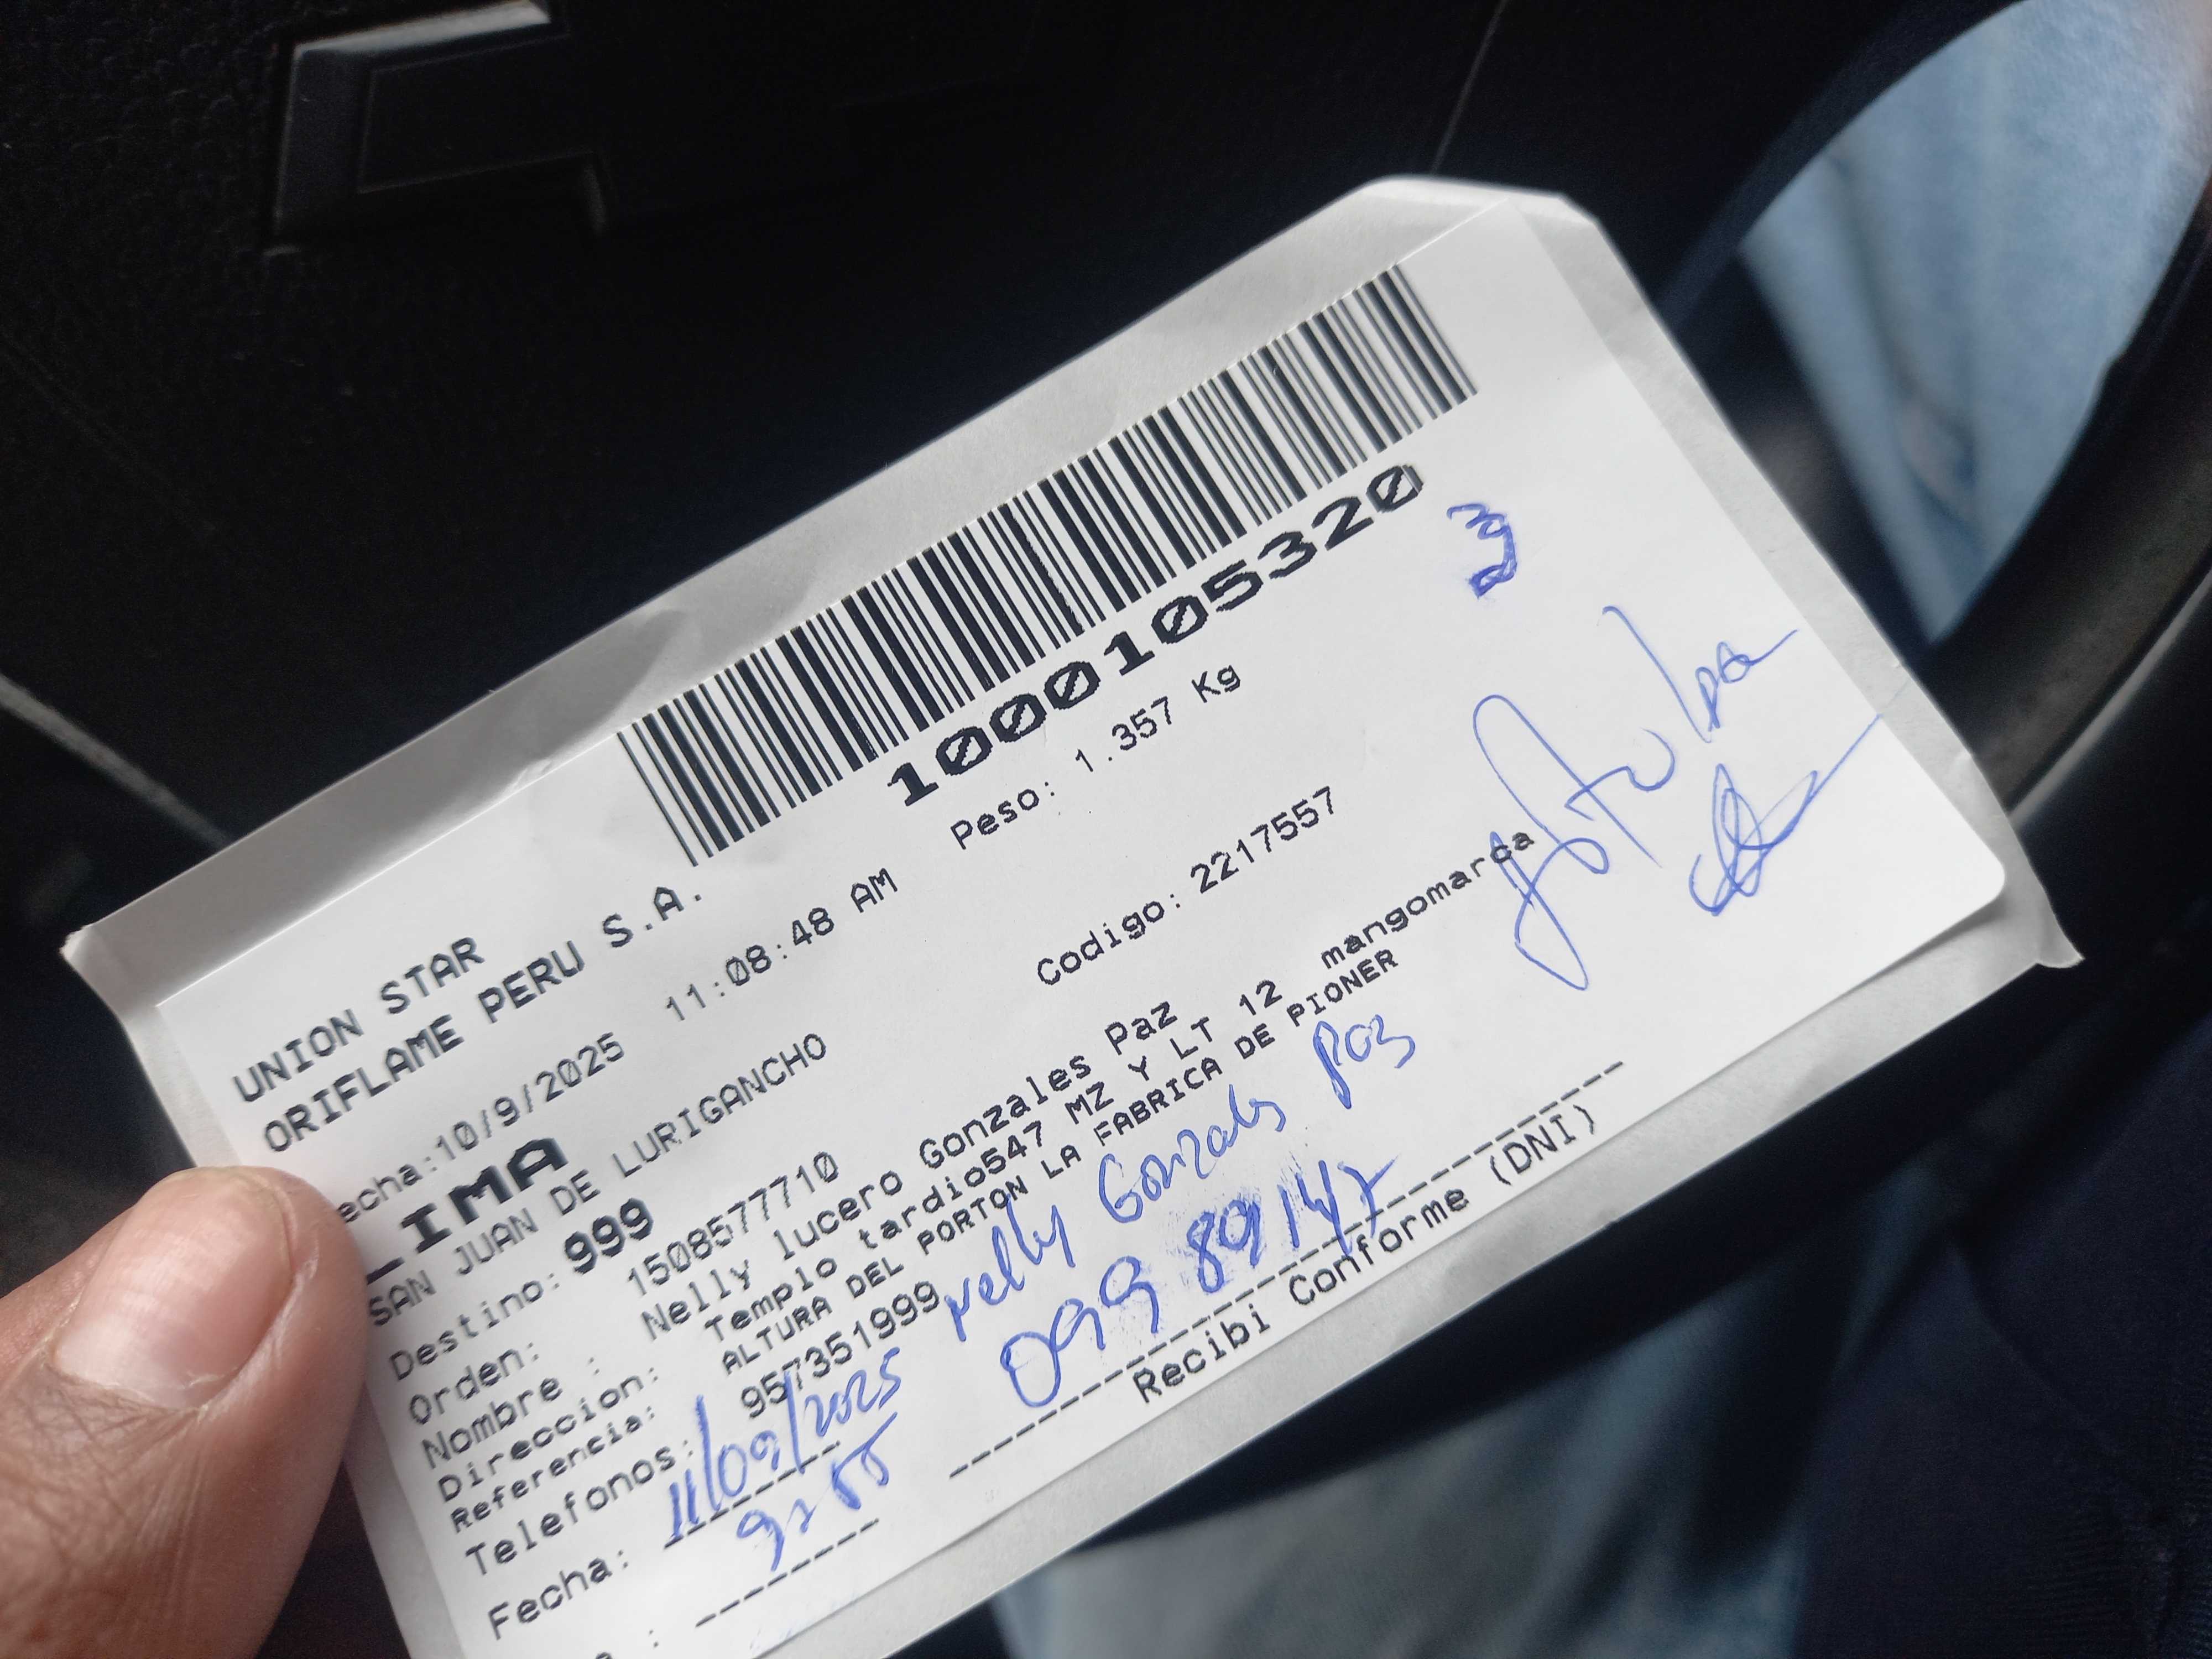 1000105320
UNION STAR
ORIFLAME PERU S.A.
echa:10/9/2025 11:08:48 AM Peso: 1.357 Kg
LIMA
SAN JUAN DE LURIGANCHO
Destino: 999 Codigo: 2217557
Orden: 1508577710
Nombre : Nelly lucero Gonzales Paz
Direccion: Templo tardio547 MZ Y LT 12 mangomarca
Referencia: ALTURA DEL PORTON LA FABRICA DE PIONER
Telefonos: 957351999
Nelly Gonzales Paz
Fecha: 11/09/2025
Recibi Conforme (DNI)